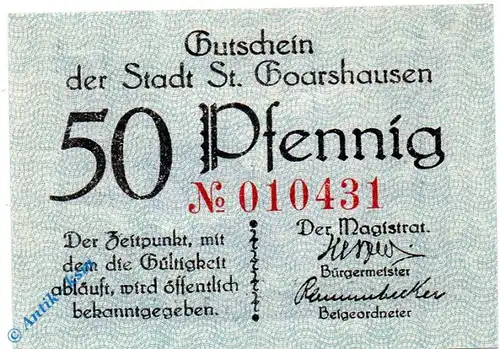 Gutschein
der Stadt St. Goarshausen
50 Pfennig
№ 010431
Der Zeitpunkt, mit
dem die Gültigkeit
abläuft, wird öffentlich
bekanntgegeben.
Der Magistrat.
Bürgermeister
Beigeordneter